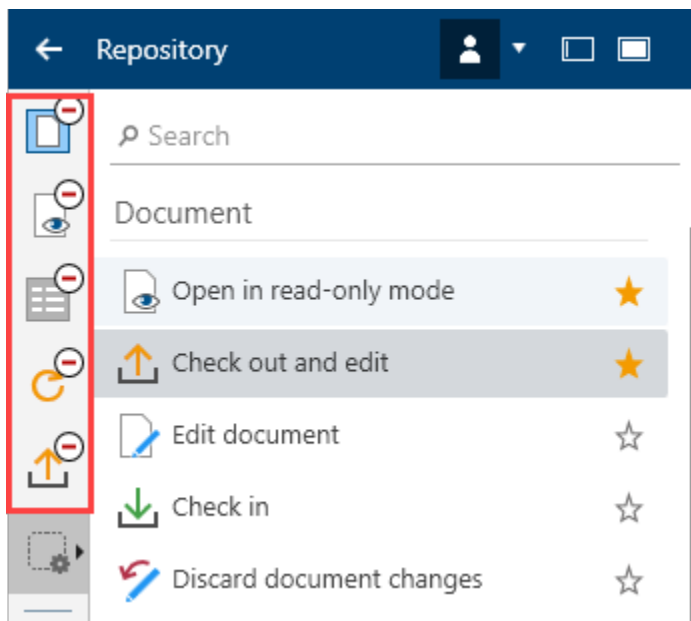 Repository
Search
Document
Open in read-only mode
Check out and edit
Edit document
Check in
Discard document changes